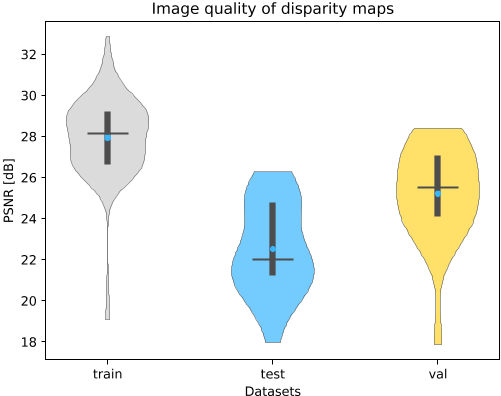 Image quality of disparity maps
PSNR [dB]
32
30
28
26
24
22
20
18
train test val
Datasets